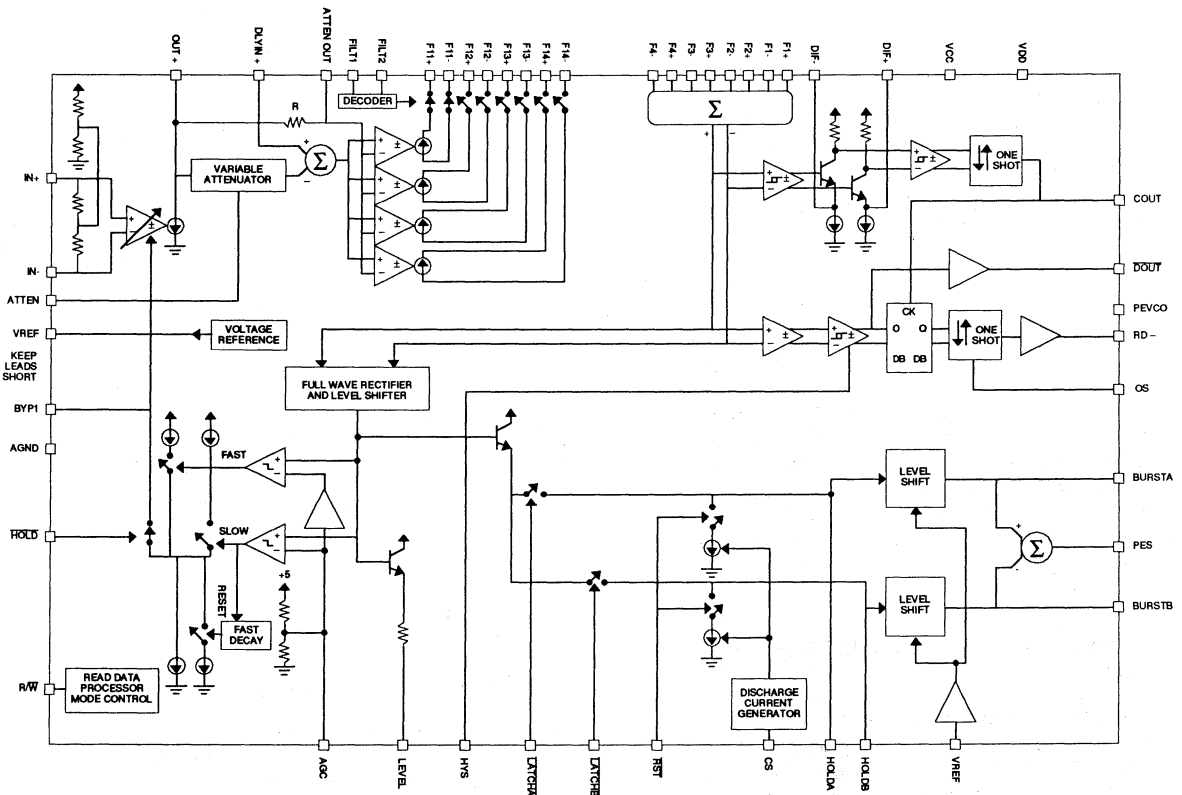 OUT +
DLYIN +
ATTEN OUT
FILT1
FILT2
F11+
F11-
F12+
F12-
F13+
F13-
F14+
F14-
F4-
F4+
F3-
F3+
F2-
F2+
F1-
F1+
DIF-
DIF+
VCC
VDD
DECODER
R
Σ
+
-
VARIABLE ATTENUATOR
Σ
ONE SHOT
IN+
IN-
ATTEN
VREF
VOLTAGE REFERENCE
KEEP LEADS SHORT
BYP1
AGND
HOLD
R/W
COUT
DOUT
PEVCO
RD -
OS
CK
O
O
DB
DB
ONE SHOT
FULL WAVE RECTIFIER AND LEVEL SHIFTER
FAST
SLOW
RESET
FAST DECAY
+5
READ DATA PROCESSOR MODE CONTROL
LEVEL SHIFT
LEVEL SHIFT
Σ
BURSTA
PES
BURSTB
DISCHARGE CURRENT GENERATOR
AGC
LEVEL
HYS
LATCHA
LATCHB
RST
CS
HOLDA
HOLDB
VREF